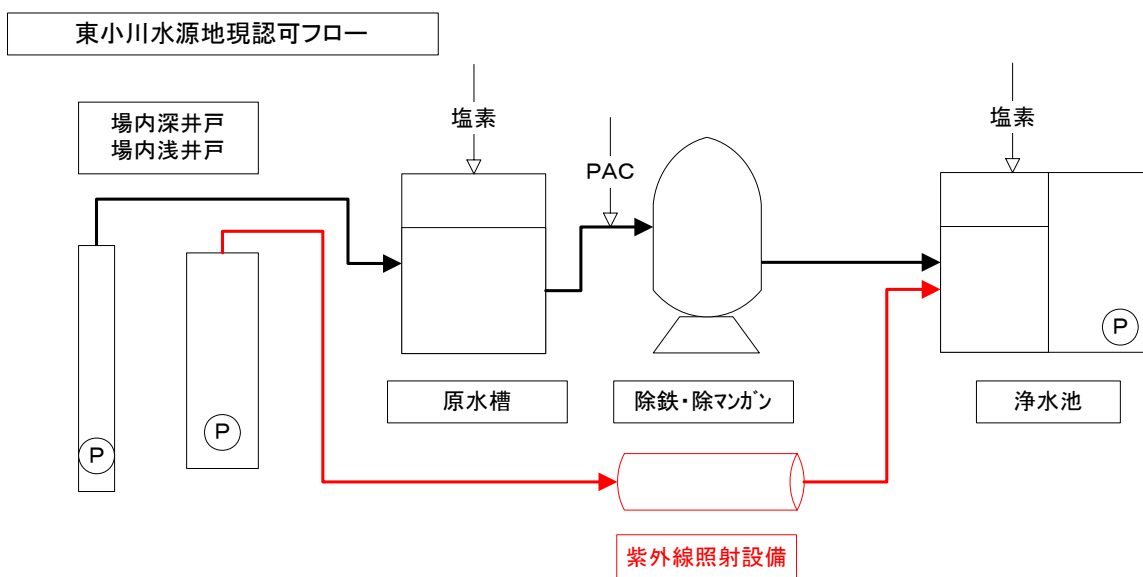 東小川水源地現認可フロー
場内深井戸
場内浅井戸
塩素
PAC
塩素
P
P
P
原水槽
除鉄・除マンガン
浄水池
紫外線照射設備